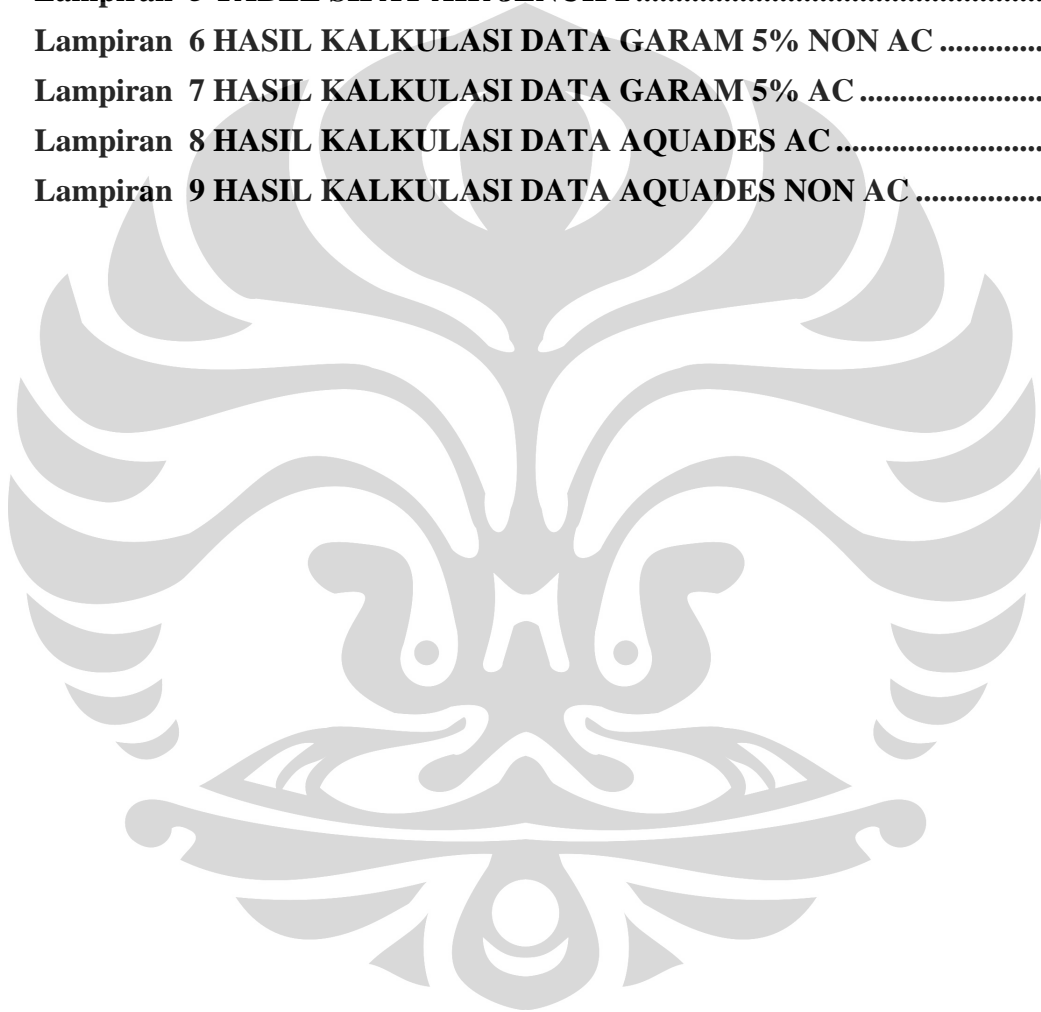 Lampiran 6 HASIL KALKULASI DATA GARAM 5% NON AC .............
Lampiran 7 HASIL KALKULASI DATA GARAM 5% AC .......................
Lampiran 8 HASIL KALKULASI DATA AQUADES AC ..........................
Lampiran 9 HASIL KALKULASI DATA AQUADES NON AC ................